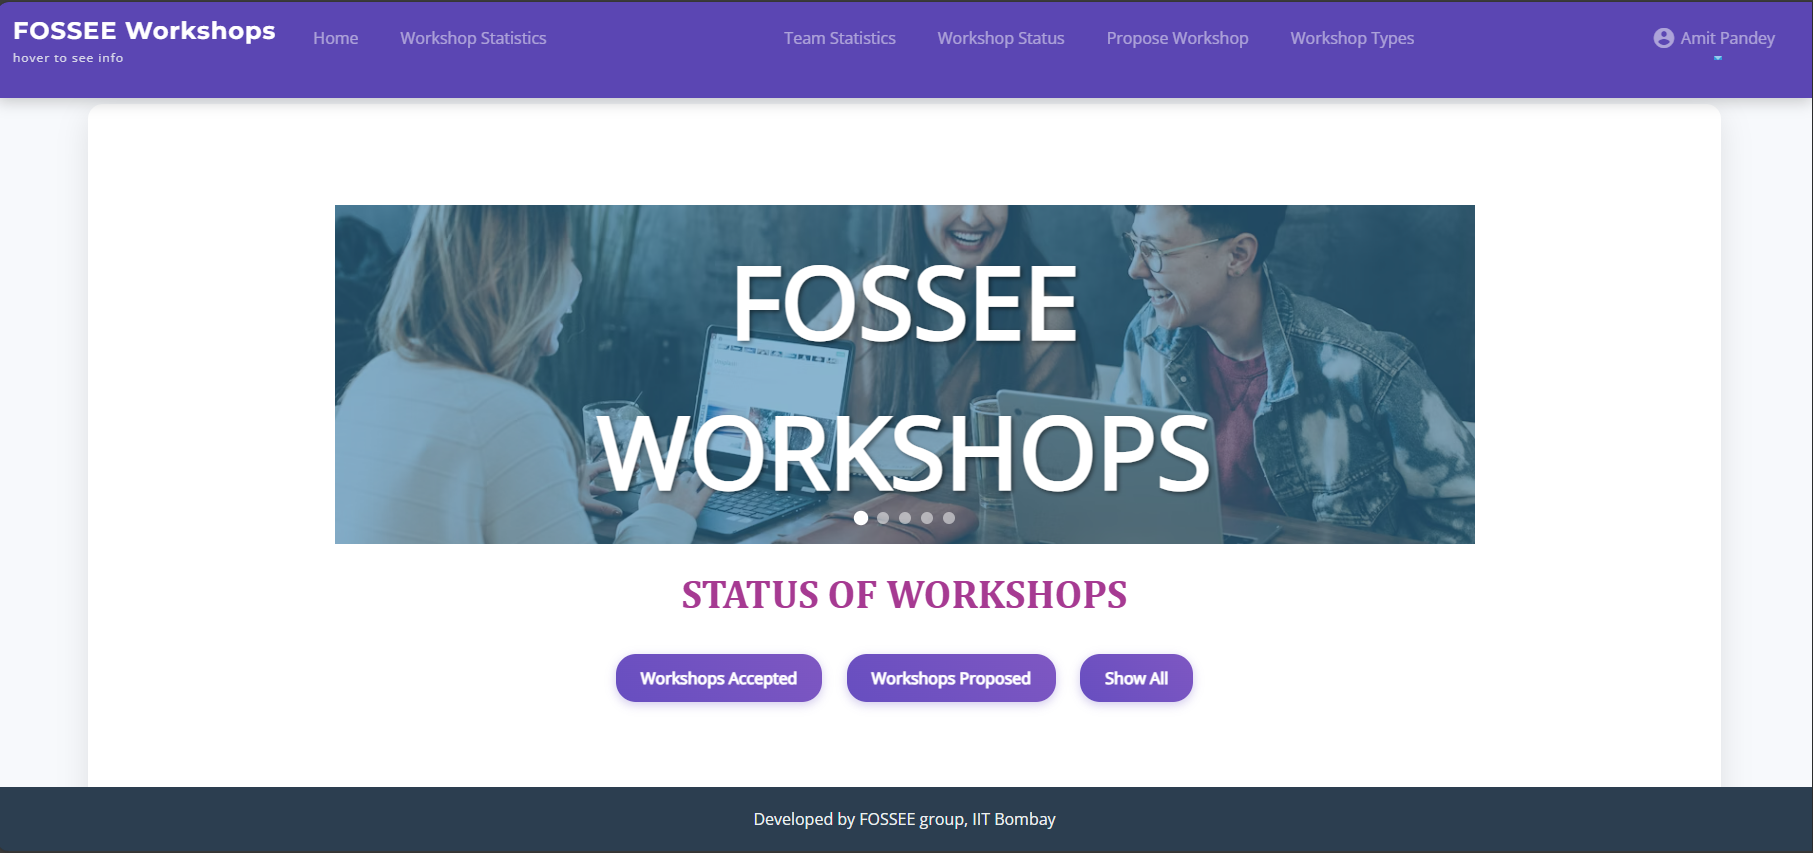 FOSSEE Workshops
hover to see info
Home
Workshop Statistics
Team Statistics
Workshop Status
Propose Workshop
Workshop Types
Amit Pandey
FOSSEE
WORKSHOPS
STATUS OF WORKSHOPS
Workshops Accepted
Workshops Proposed
Show All
Developed by FOSSEE group, IIT Bombay